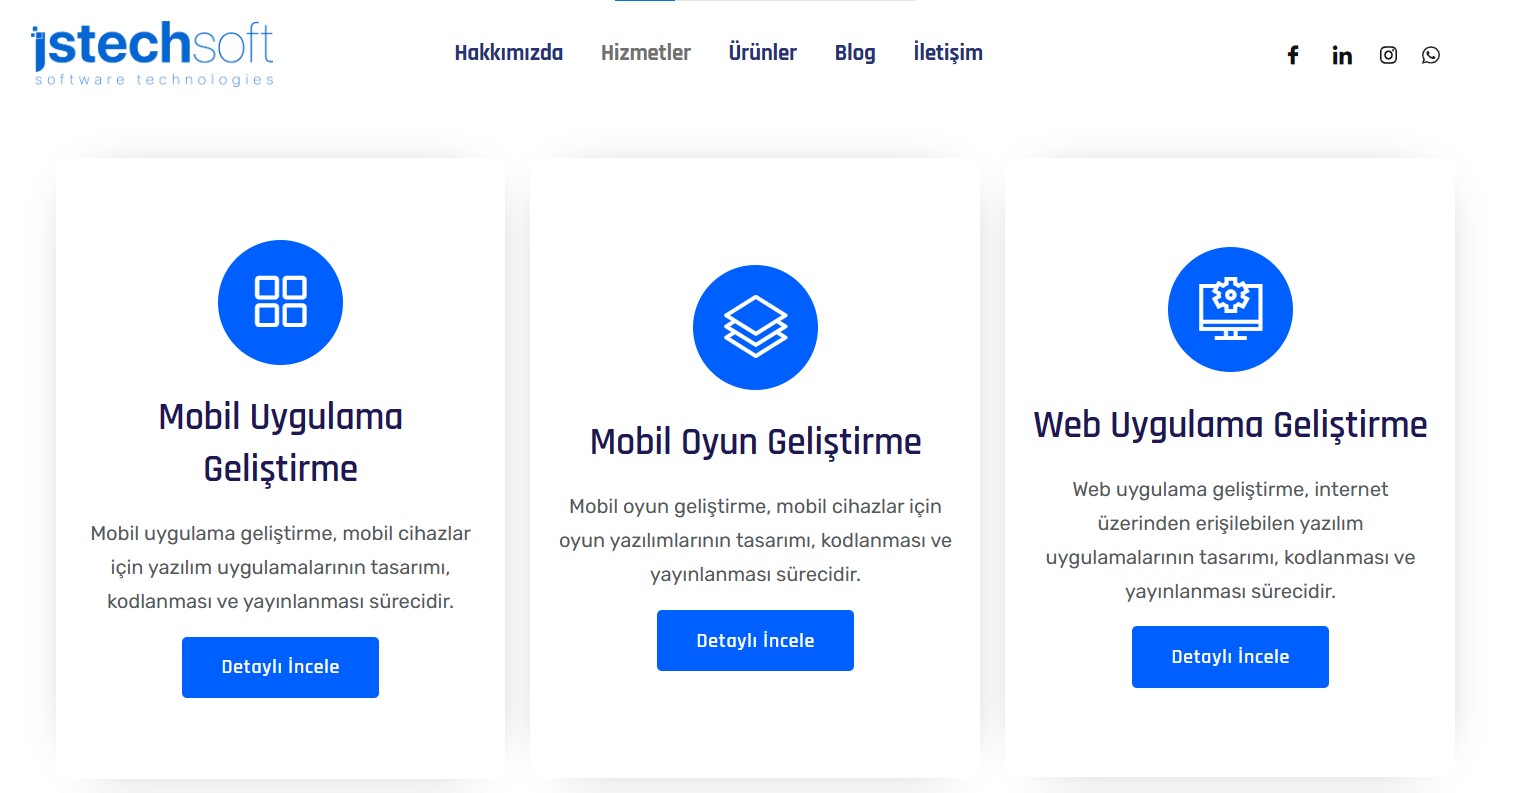 jstechsoft
software technologies
Hakkımızda Hizmetler Ürünler Blog İletişim
Mobil Uygulama
Geliştirme
Mobil uygulama geliştirme, mobil cihazlar
için yazılım uygulamalarının tasarımı,
kodlanması ve yayınlanması sürecidir.
Detaylı İncele
Mobil Oyun Geliştirme
Mobil oyun geliştirme, mobil cihazlar için
oyun yazılımlarının tasarımı, kodlanması ve
yayınlanması sürecidir.
Detaylı İncele
Web Uygulama Geliştirme
Web uygulama geliştirme, internet
üzerinden erişilebilen yazılım
uygulamalarının tasarımı, kodlanması ve
yayınlanması sürecidir.
Detaylı İncele